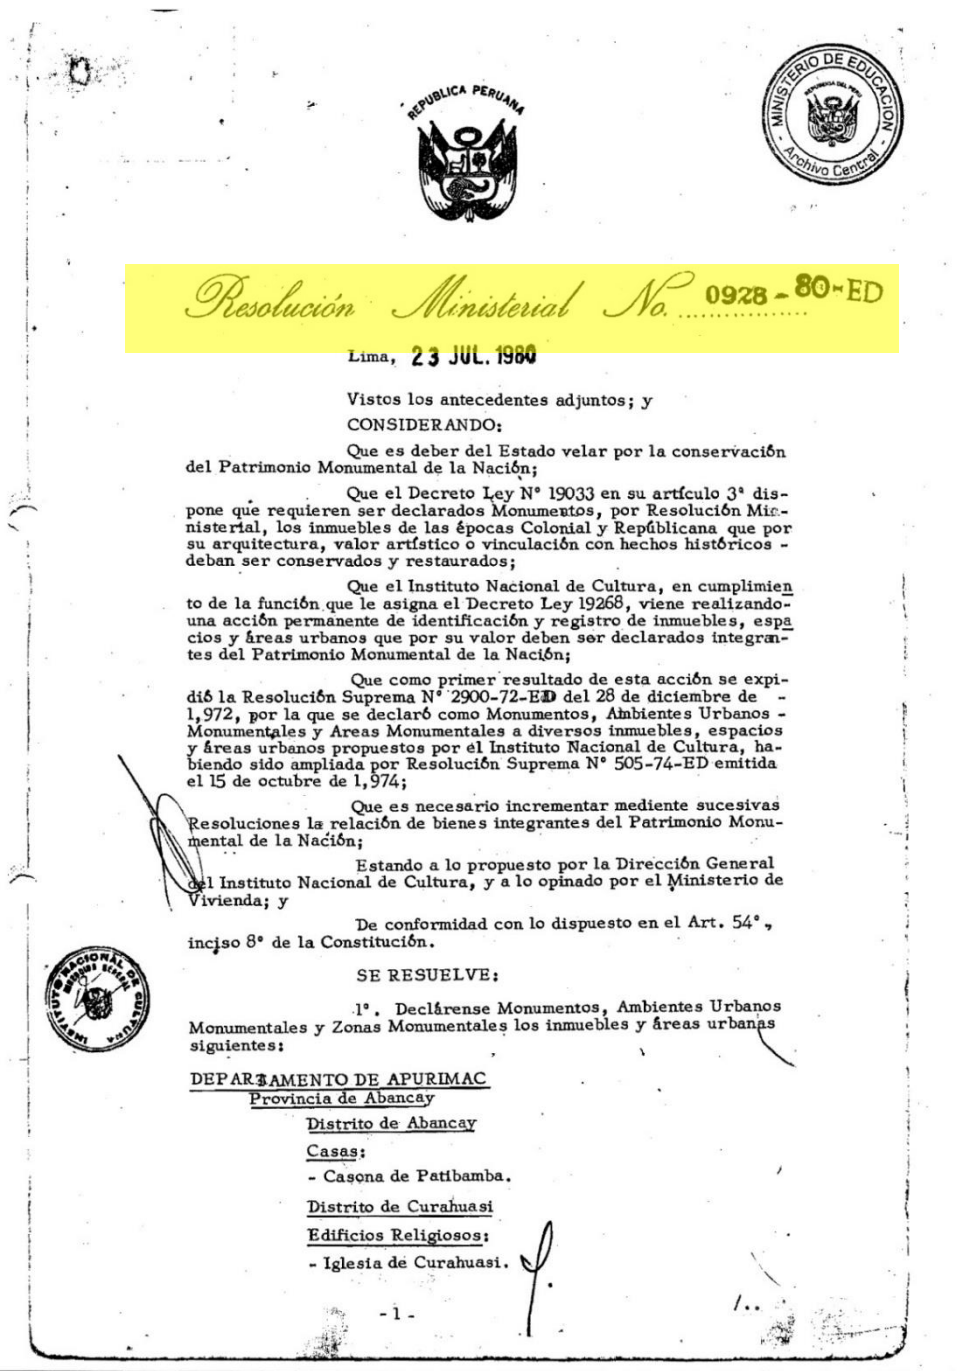 REPUBLICA PERUANA
MINISTERIO DE EDUCACION
REPUBLICA DEL PERU
Archivo Central
Resolución Ministerial No. 0928-80-ED
Lima, 23 JUL. 1980
Vistos los antecedentes adjuntos; y
CONSIDERANDO:
Que es deber del Estado velar por la conservación
del Patrimonio Monumental de la Nación;
Que el Decreto Ley N° 19033 en su artículo 3° dis-
pone que requieren ser declarados Monumentos, por Resolución Mi-
nisterial, los inmuebles de las épocas Colonial y Repúblicana que por
su arquitectura, valor artístico o vinculación con hechos históricos -
deban ser conservados y restaurados;
Que el Instituto Nacional de Cultura, en cumplimien
to de la función que le asigna el Decreto Ley 19268, viene realizando-
una acción permanente de identificación y registro de inmuebles, espa
cios y áreas urbanos que por su valor deben ser declarados integran-
tes del Patrimonio Monumental de la Nación;
Que como primer resultado de esta acción se expi-
dió la Resolución Suprema N° 2900-72-ED del 28 de diciembre de -
1,972, por la que se declaró como Monumentos, Ambientes Urbanos -
Monumentales y Areas Monumentales a diversos inmuebles, espacios
y áreas urbanos propuestos por él Instituto Nacional de Cultura, ha-
biendo sido ampliada por Resolución Suprema N° 505-74-ED emitida
el 15 de octubre de 1,974;
Que es necesario incrementar mediente sucesivas
Resoluciones la relación de bienes integrantes del Patrimonio Monu-
mental de la Nación;
Estando a lo propuesto por la Dirección General
del Instituto Nacional de Cultura, y a lo opinado por el Ministerio de
Vivienda; y
De conformidad con lo dispuesto en el Art. 54°,
inciso 8° de la Constitución.
INSTITUTO NACIONAL DE CULTURA
SE RESUELVE:
1°. Declárense Monumentos, Ambientes Urbanos
Monumentales y Zonas Monumentales los inmuebles y áreas urbanas
siguientes:
DEPARTAMENTO DE APURIMAC
Provincia de Abancay
Distrito de Abancay
Casas:
- Casona de Patibamba.
Distrito de Curahuasi
Edificios Religiosos:
- Iglesia de Curahuasi.
- 1 -
/..